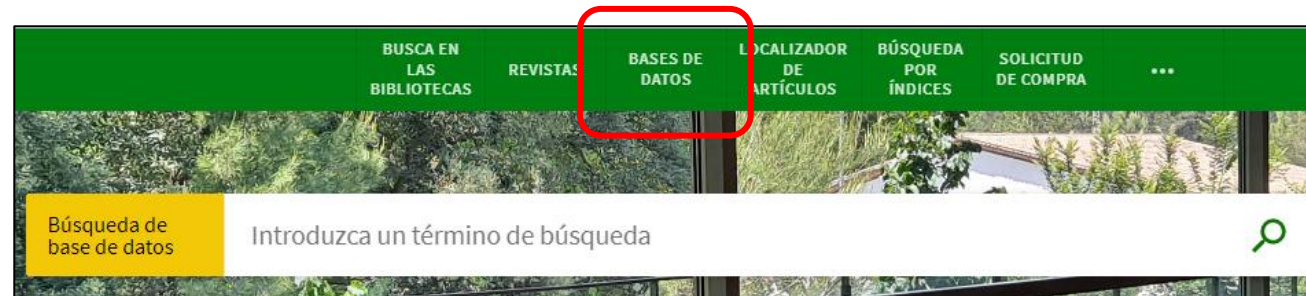 BUSCA EN
LAS
BIBLIOTECAS
REVISTAS
BASES DE
DATOS
LOCALIZADOR
DE
ARTÍCULOS
BÚSQUEDA
POR
ÍNDICES
SOLICITUD
DE COMPRA
•••
Búsqueda de
base de datos
Introduzca un término de búsqueda